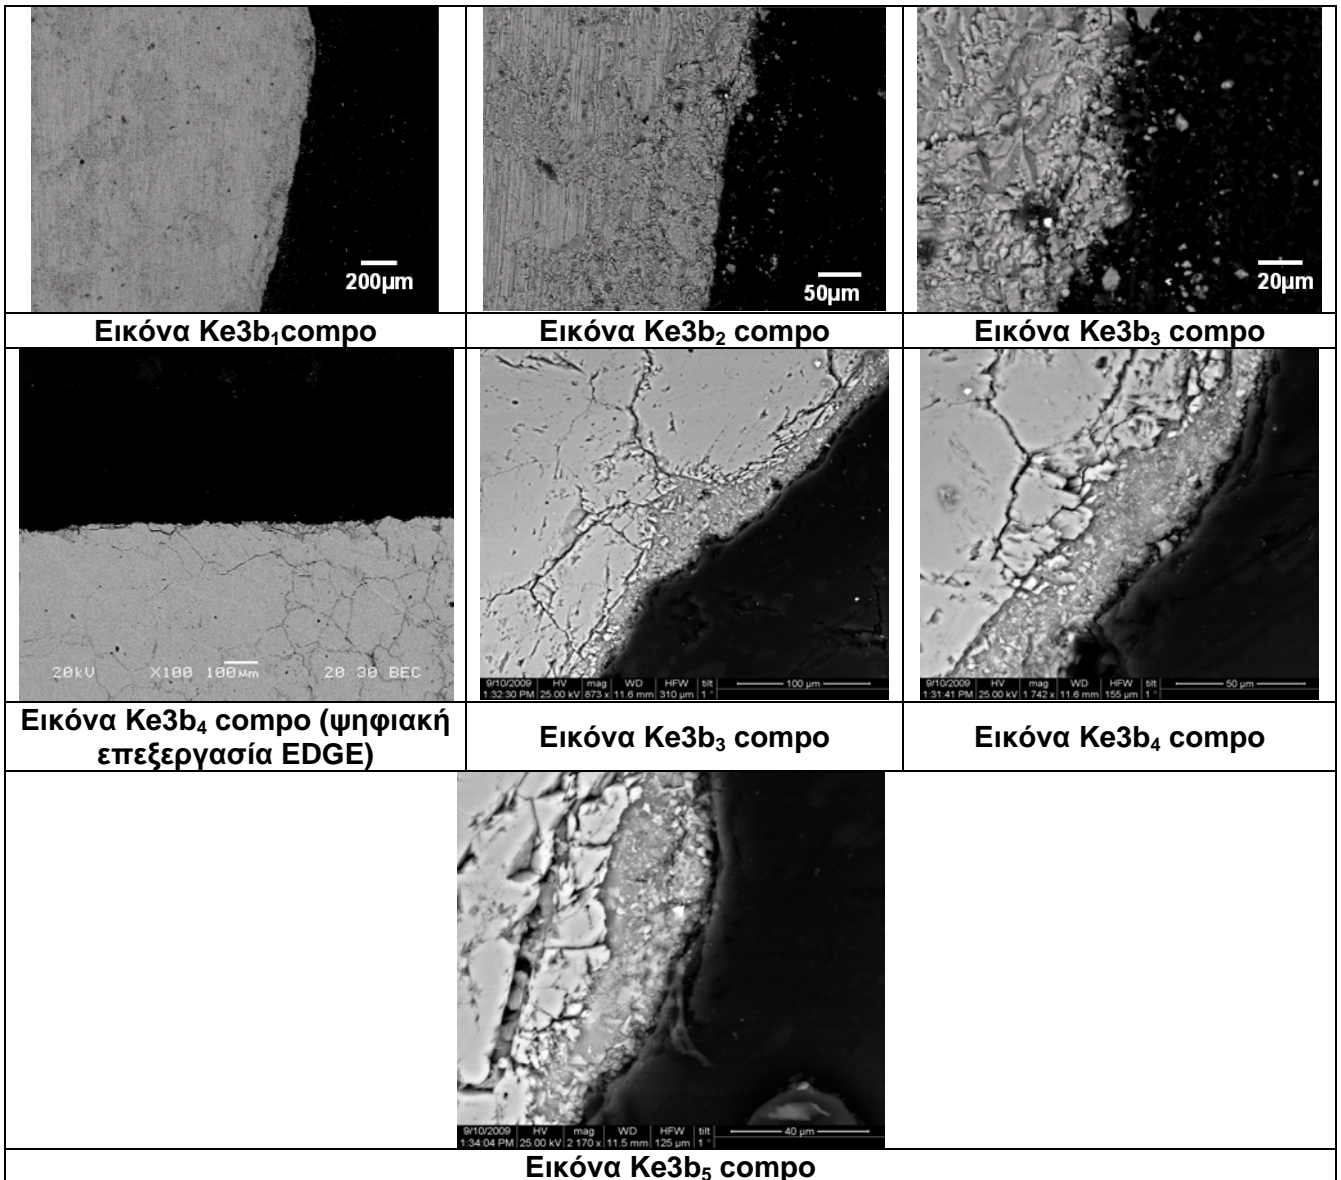 200µm
50µm
20µm
Εικόνα Ke3b₁compo
Εικόνα Ke3b₂ compo
Εικόνα Ke3b₃ compo
20kV X100 100µm 20 30 BEC
9/10/2009 HV mag WD HFW tilt
1:32:30 PM 25.00 kV 873 x 11.6 mm 310 µm 1 °
100 µm
9/10/2009 HV mag WD HFW tilt
1:31:41 PM 25.00 kV 1 742 x 11.6 mm 155 µm 1 °
50 µm
Εικόνα Ke3b₄ compo (ψηφιακή
επεξεργασία EDGE)
Εικόνα Ke3b₃ compo
Εικόνα Ke3b₄ compo
9/10/2009 HV mag WD HFW tilt
1:34:04 PM 25.00 kV 2 170 x 11.5 mm 125 µm 1 °
40 µm
Εικόνα Ke3b₅ compo